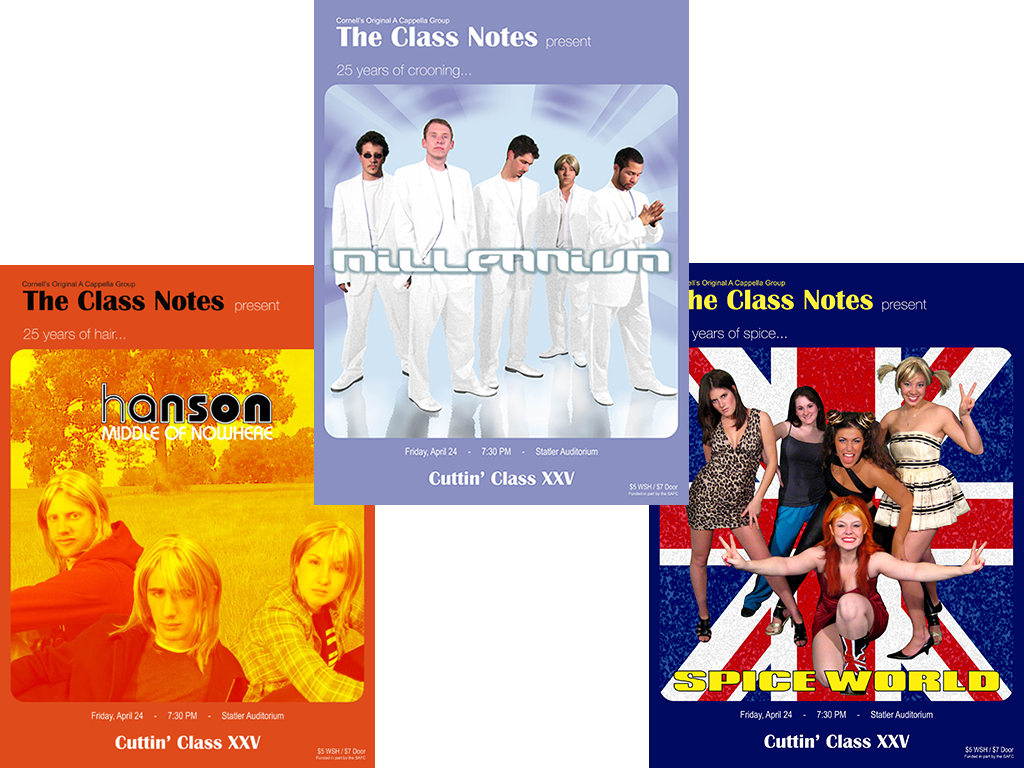 Cornell's Original A Cappella Group
The Class Notes present
25 years of crooning...
millennium
Friday, April 24 - 7:30 PM - Statler Auditorium
Cuttin' Class XXV
$5 WSH / $7 Door
Funded in part by the SAFC
Cornell's Original A Cappella Group
The Class Notes present
25 years of hair...
hanson
MIDDLE OF NOWHERE
Friday, April 24 - 7:30 PM - Statler Auditorium
Cuttin' Class XXV
$5 WSH / $7 Door
Funded in part by the SAFC
ell's Original A Cappella Group
he Class Notes present
years of spice...
SPICE WORLD
Friday, April 24 - 7:30 PM - Statler Auditorium
Cuttin' Class XXV
$5 WSH / $7 Door
Funded in part by the SAFC